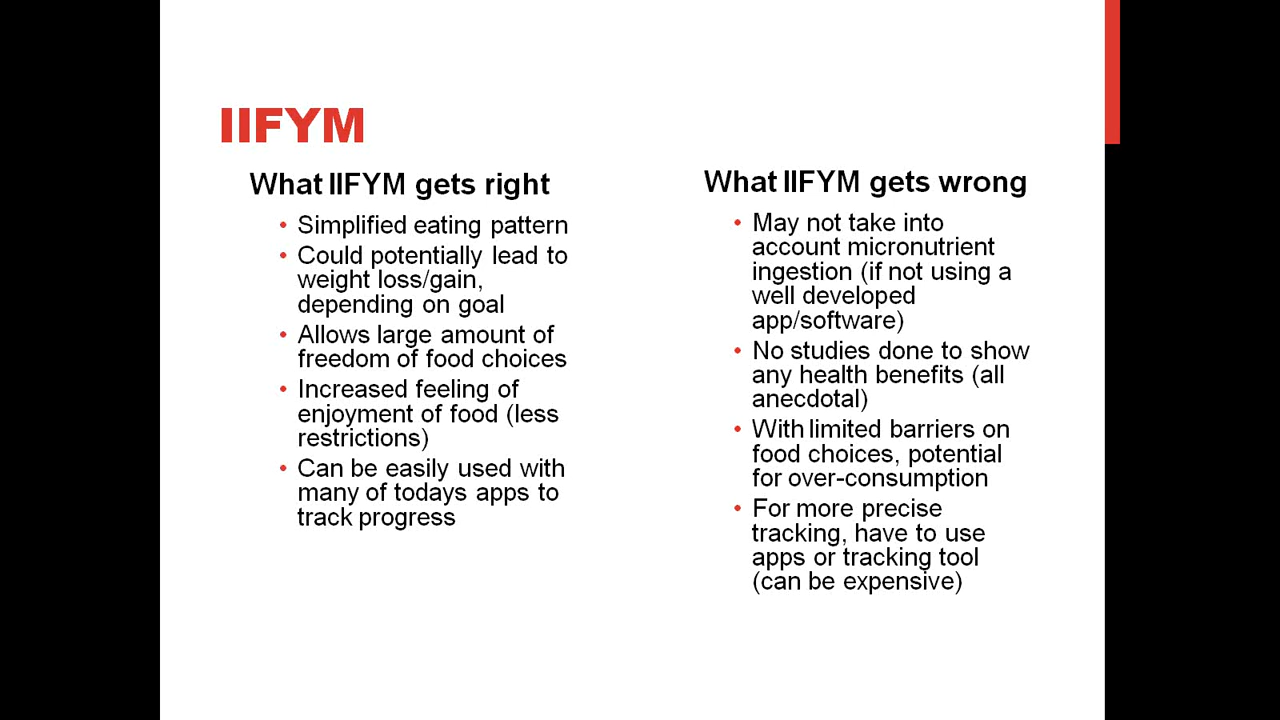 IIFYM
What IIFYM gets right
• Simplified eating pattern
• Could potentially lead to
weight loss/gain,
depending on goal
• Allows large amount of
freedom of food choices
• Increased feeling of
enjoyment of food (less
restrictions)
• Can be easily used with
many of todays apps to
track progress
What IIFYM gets wrong
• May not take into
account micronutrient
ingestion (if not using a
well developed
app/software)
• No studies done to show
any health benefits (all
anecdotal)
• With limited barriers on
food choices, potential
for over-consumption
• For more precise
tracking, have to use
apps or tracking tool
(can be expensive)